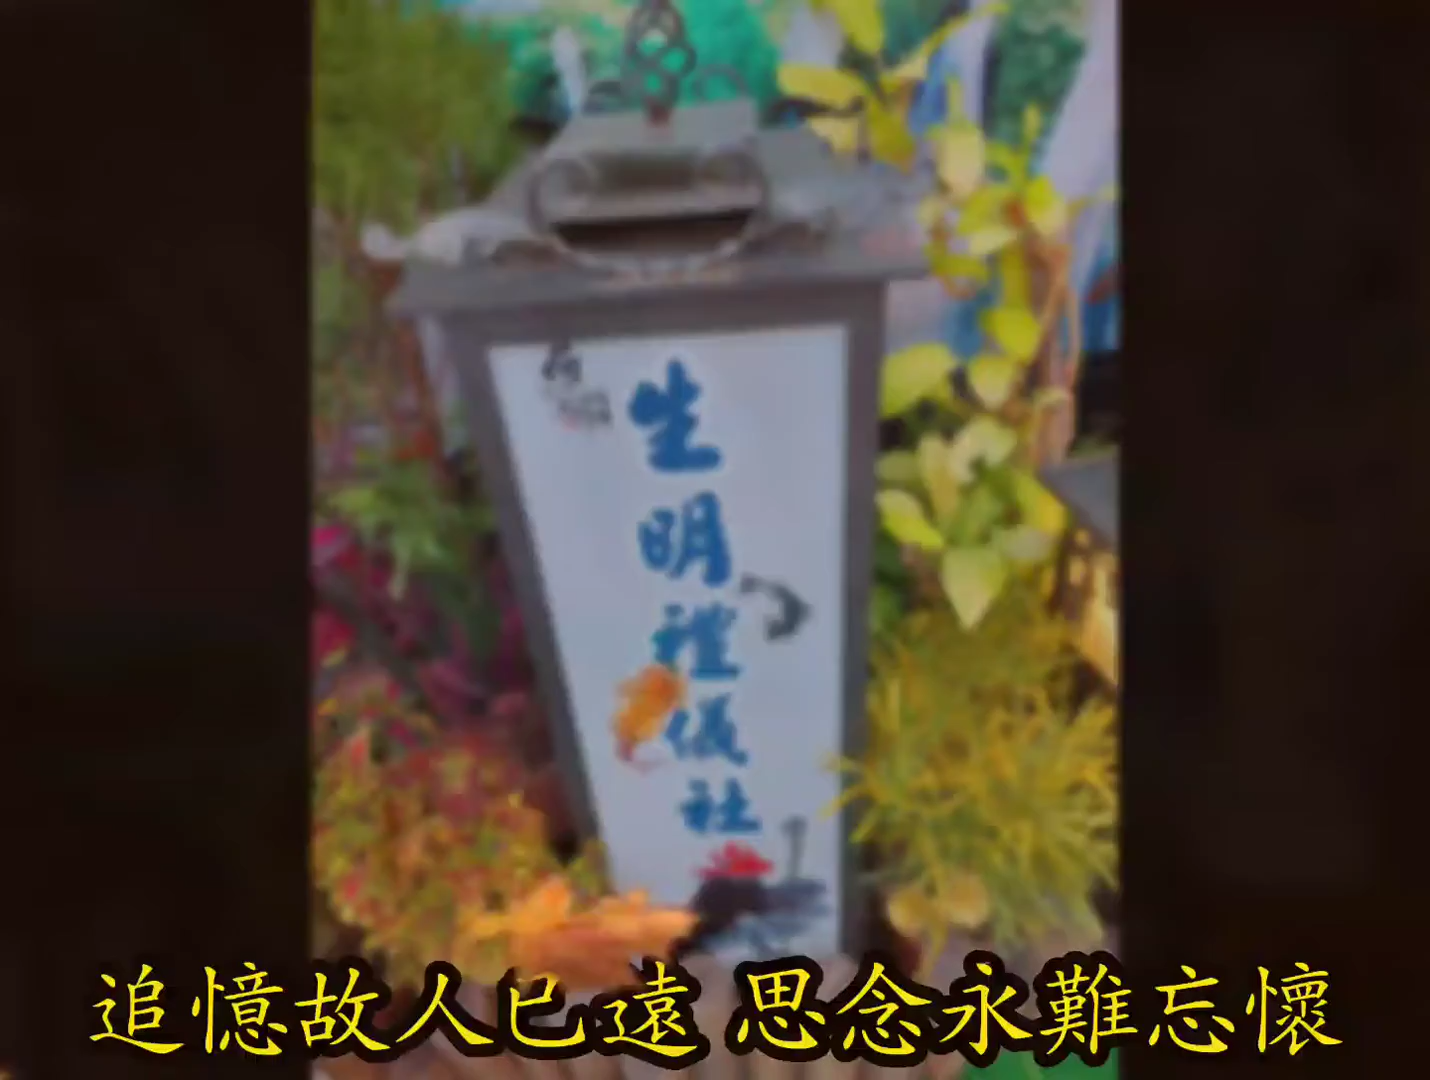 生明禮儀社
追憶故人已遠 思念永難忘懷